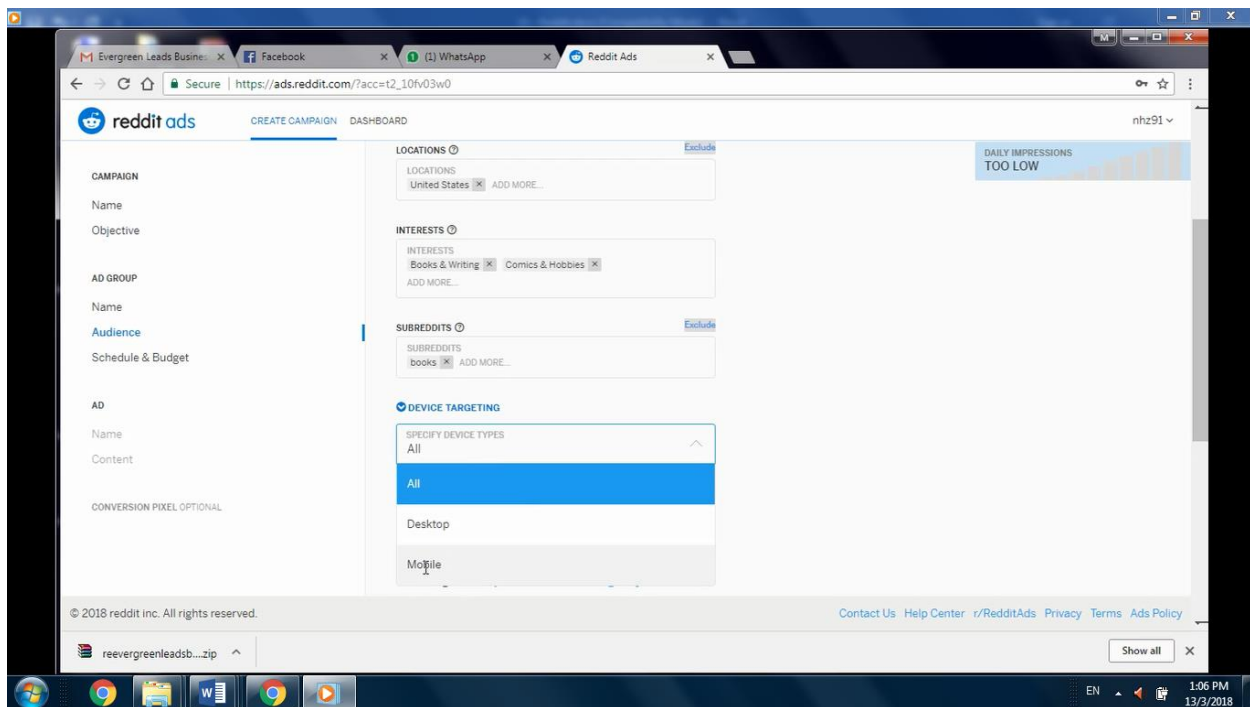 Evergreen Leads Busines
Facebook
(1) WhatsApp
Reddit Ads
M
Secure | https://ads.reddit.com/?acc=t2_10fv03w0
reddit ads
CREATE CAMPAIGN DASHBOARD
nhz91
CAMPAIGN
Name
Objective
AD GROUP
Name
Audience
Schedule & Budget
AD
Name
Content
CONVERSION PIXEL OPTIONAL
LOCATIONS
Exclude
LOCATIONS
United States × ADD MORE...
INTERESTS
INTERESTS
Books & Writing × Comics & Hobbies ×
ADD MORE...
SUBREDDITS
Exclude
SUBREDDITS
books × ADD MORE...
DEVICE TARGETING
SPECIFY DEVICE TYPES
All
All
Desktop
Mobile
DAILY IMPRESSIONS
TOO LOW
© 2018 reddit inc. All rights reserved.
Contact Us Help Center r/RedditAds Privacy Terms Ads Policy
reevergreenleadsb....zip
Show all
EN
1:06 PM
13/3/2018